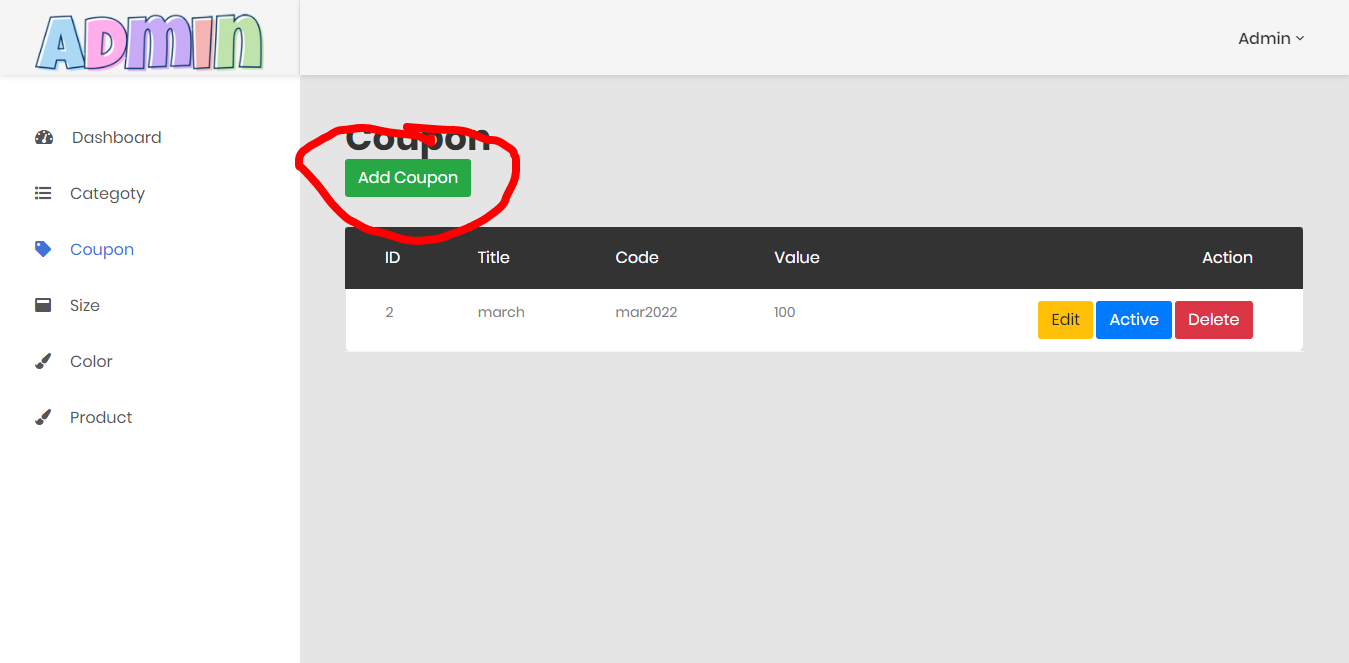 ADMIN
Admin
Dashboard
Categoty
Coupon
Size
Color
Product
Coupon
Add Coupon
ID Title Code Value Action
2 march mar2022 100 Edit Active Delete